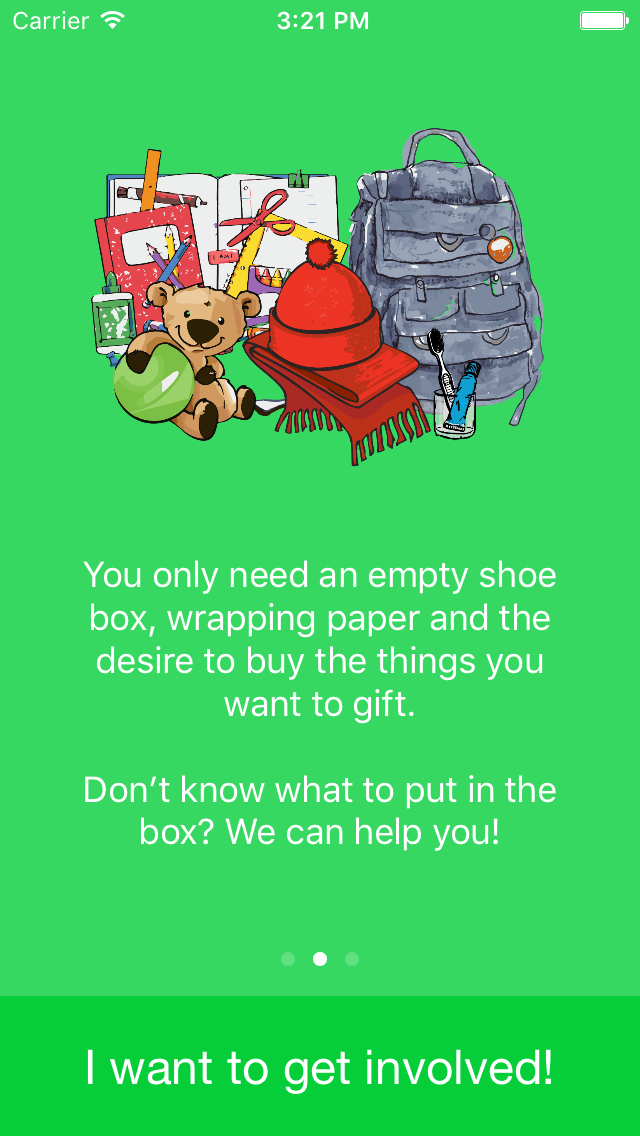 Carrier 3:21 PM
You only need an empty shoe
box, wrapping paper and the
desire to buy the things you
want to gift.
Don’t know what to put in the
box? We can help you!
I want to get involved!